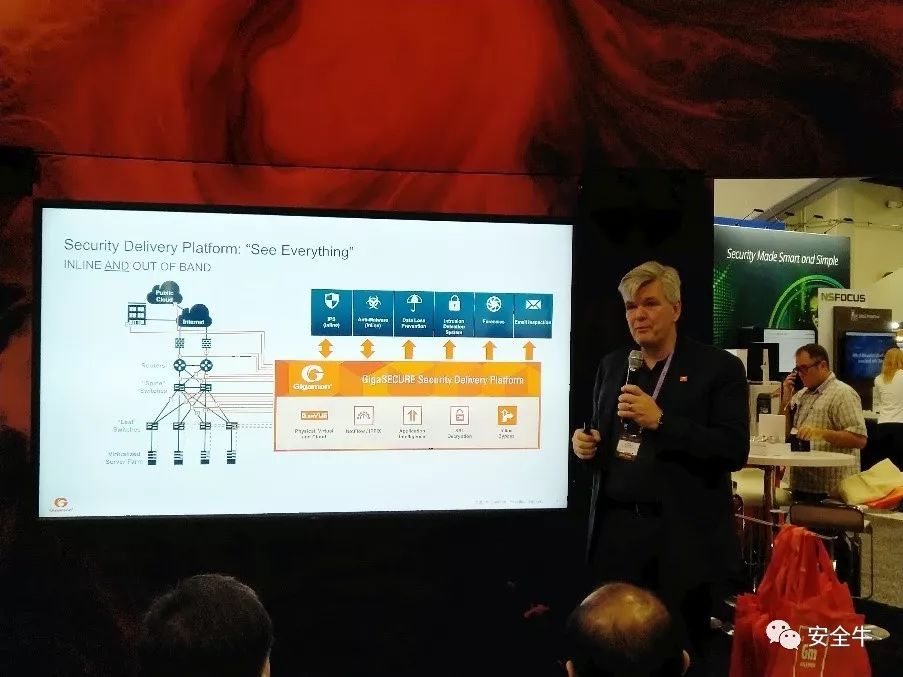 Security Delivery Platform: “See Everything”
INLINE AND OUT OF BAND
Public
Cloud
Internet
Routers
"Spine"
Switches
"Leaf"
Switches
Virtualized
Server Farm
IPS
(Inline)
Anti-Malware
(Inline)
Data Loss
Prevention
Intrusion
Detection
System
Forensics
Email Inspection
Gigamon
GigaSECURE Security Delivery Platform
Physical, Virtual
and Cloud
NetFlow / IPFIX
Application
Intelligence
SSL
Decryption
Inline
Bypass
Gigamon
Security Made Smart and Simple
NSFOCUS
安全牛